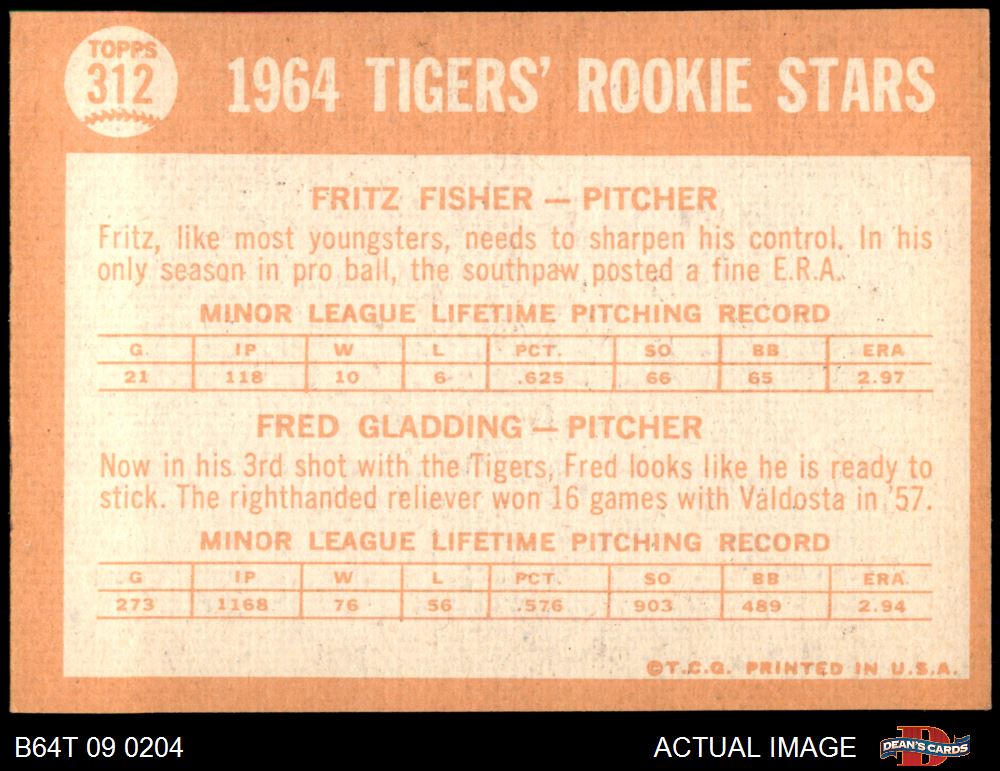 TOPPS
312
1964 TIGERS' ROOKIE STARS
FRITZ FISHER — PITCHER
Fritz, like most youngsters, needs to sharpen his control. In his
only season in pro ball, the southpaw posted a fine E.R.A.
MINOR LEAGUE LIFETIME PITCHING RECORD
G IP W L PCT. SO BB ERA
21 118 10 6 .625 66 65 2.97
FRED GLADDING — PITCHER
Now in his 3rd shot with the Tigers, Fred looks like he is ready to
stick. The righthanded reliever won 16 games with Valdosta in '57.
MINOR LEAGUE LIFETIME PITCHING RECORD
G IP W L PCT. SO BB ERA
273 1168 76 56 .576 903 489 2.94
©T.C.G. PRINTED IN U.S.A.
B64T 09 0204
ACTUAL IMAGE
D
DEAN'S CARDS